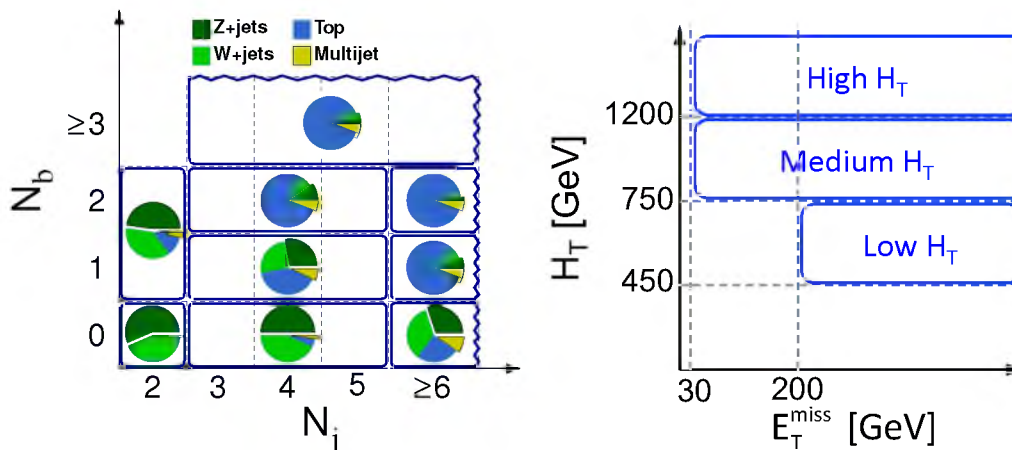 Z+jets Top
W+jets Multijet
N_b
≥3
2
1
0
2 3 4 5 ≥6
N_j
High H_T
1200
Medium H_T
H_T [GeV]
750
Low H_T
450
30 200
E_T^miss [GeV]